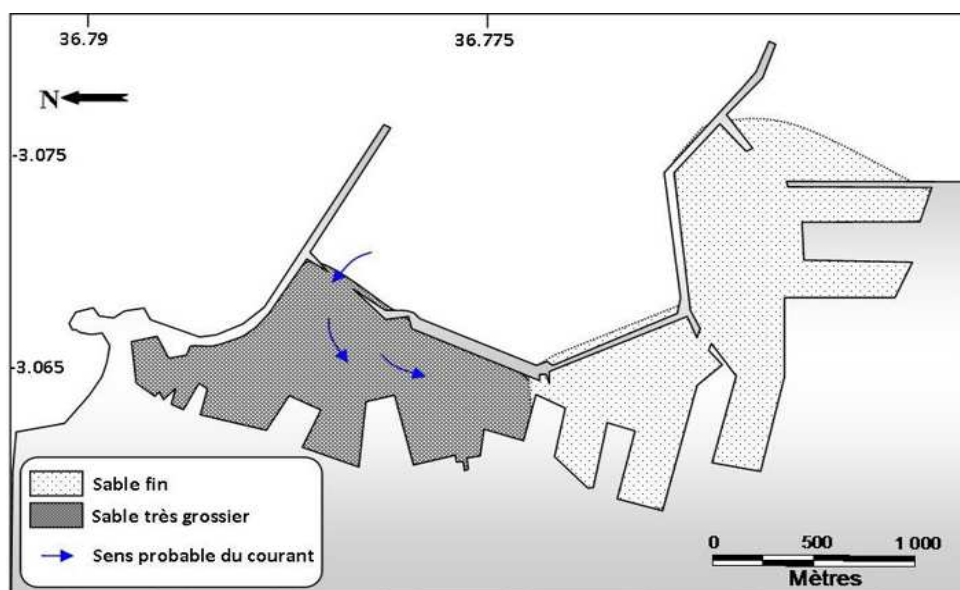 36.79
36.775
N
-3.075
-3.065
Sable fin
Sable très grossier
Sens probable du courant
0 500 1 000
Mètres